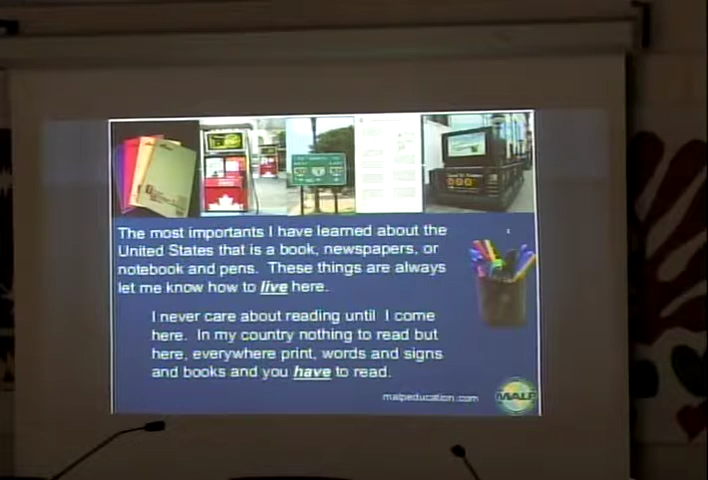 The most importants I have learned about the
United States that is a book, newspapers, or
notebook and pens. These things are always
let me know how to live here.
I never care about reading until I come
here. In my country nothing to read but
here, everywhere print, words and signs
and books and you have to read.
malpeducation.com
MALP